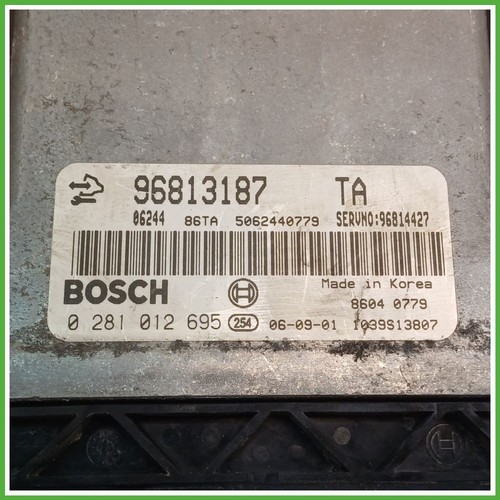 96813187 TA
06244 86TA 5062440779 SERVNO:96814427
BOSCH
Made in Korea
8604 0779
0 281 012 695 254 06-09-01 1039S13807